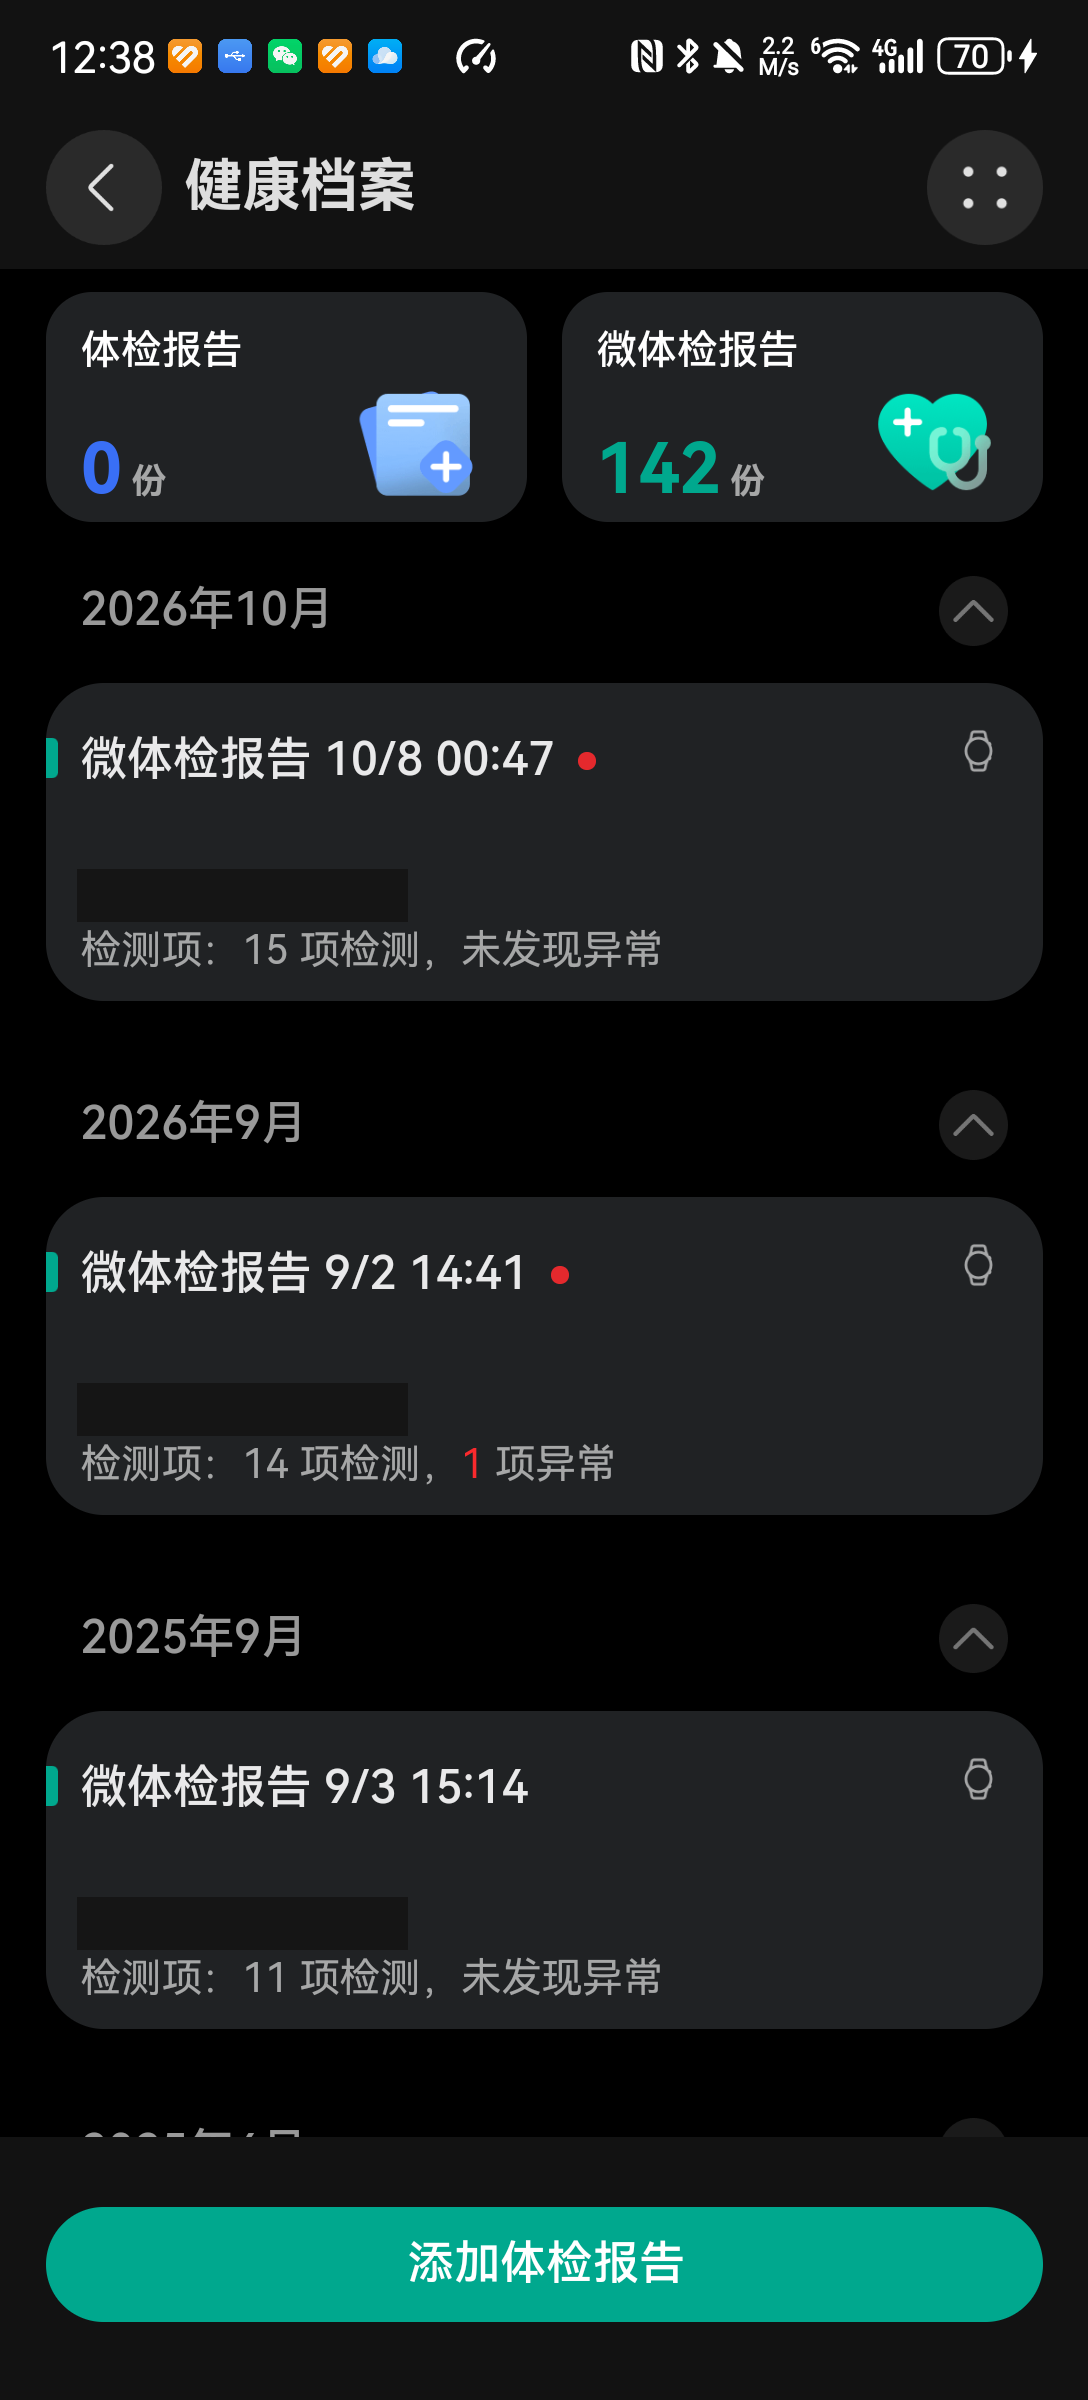 12:38
2.2 M/s
6
4G
70
健康档案
体检报告
0 份
微体检报告
142 份
2026年10月
微体检报告 10/8 00:47
检测项：15 项检测，未发现异常
2026年9月
微体检报告 9/2 14:41
检测项：14 项检测，1 项异常
2025年9月
微体检报告 9/3 15:14
检测项：11 项检测，未发现异常
添加体检报告